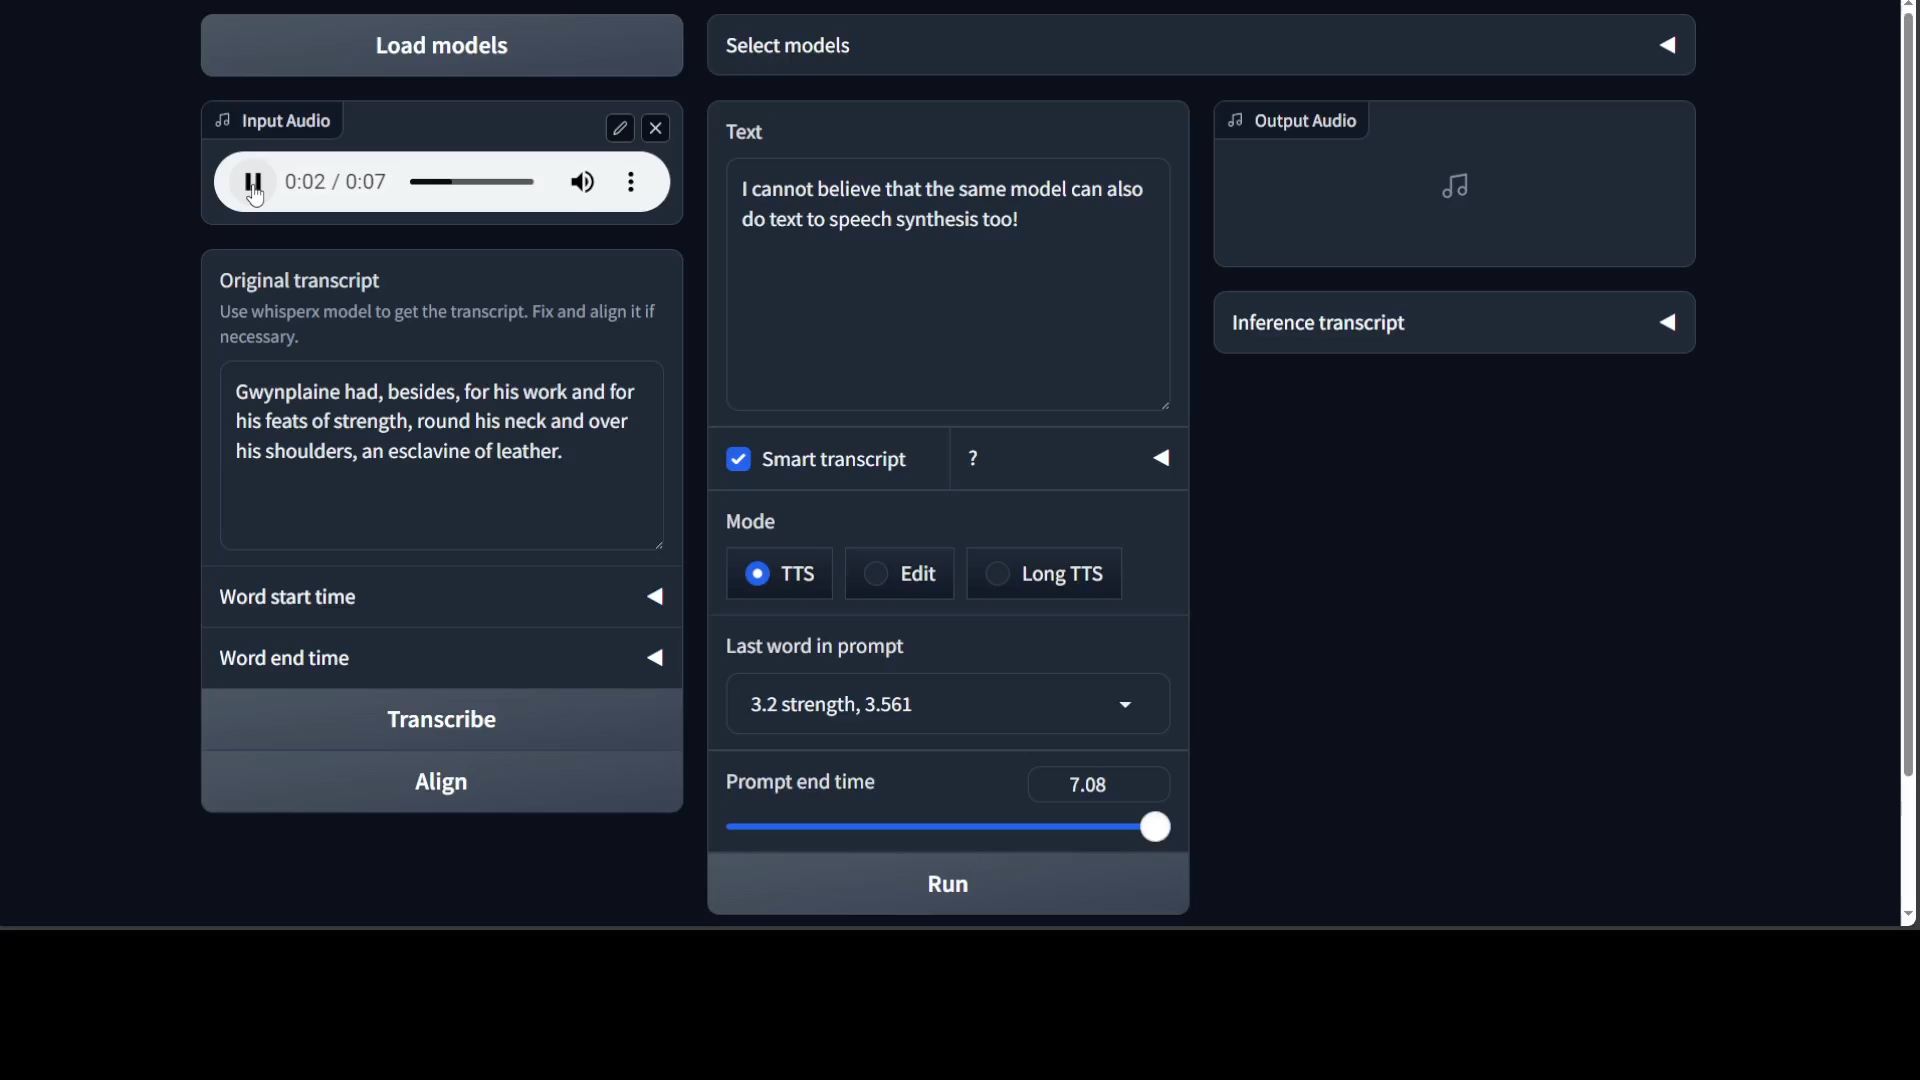 Load models
Select models
Input Audio
0:02 / 0:07
Original transcript
Use whisperx model to get the transcript. Fix and align it if
necessary.
Gwynplaine had, besides, for his work and for
his feats of strength, round his neck and over
his shoulders, an esclavine of leather.
Word start time
Word end time
Transcribe
Align
Text
I cannot believe that the same model can also
do text to speech synthesis too!
Smart transcript
?
Mode
TTS
Edit
Long TTS
Last word in prompt
3.2 strength, 3.561
Prompt end time
7.08
Run
Output Audio
Inference transcript